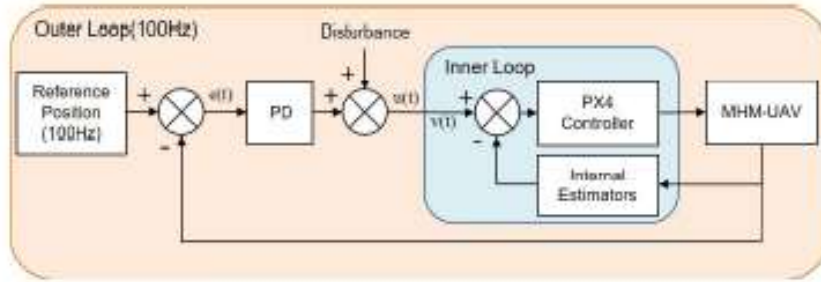 Outer Loop(100Hz)
Disturbance
Inner Loop
Reference
Position
(100Hz)
+
-
e(t)
PD
+
+
u(t)
v(t)
+
-
PX4
Controller
MHM-UAV
Internal
Estimators